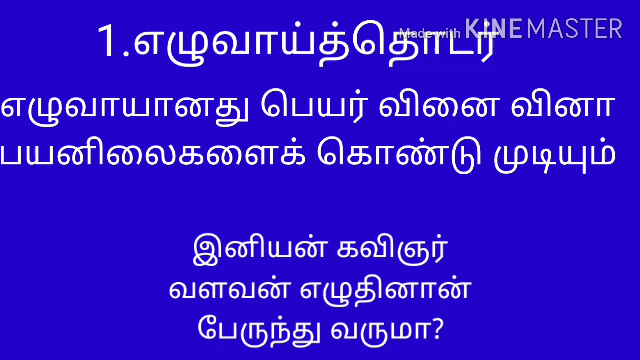 1.எழுவாய்த்தொடர்
Made with KINEMASTER
எழுவாயானது பெயர் வினை வினா
பயனிலைகளைக் கொண்டு முடியும்
இனியன் கவிஞர்
வளவன் எழுதினான்
பேருந்து வருமா?